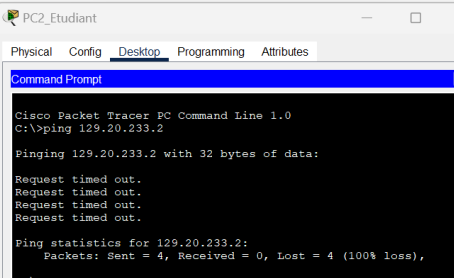 PC2_Etudiant
Physical Config Desktop Programming Attributes
Command Prompt
Cisco Packet Tracer PC Command Line 1.0
C:\>ping 129.20.233.2
Pinging 129.20.233.2 with 32 bytes of data:
Request timed out.
Request timed out.
Request timed out.
Request timed out.
Ping statistics for 129.20.233.2:
Packets: Sent = 4, Received = 0, Lost = 4 (100% loss),